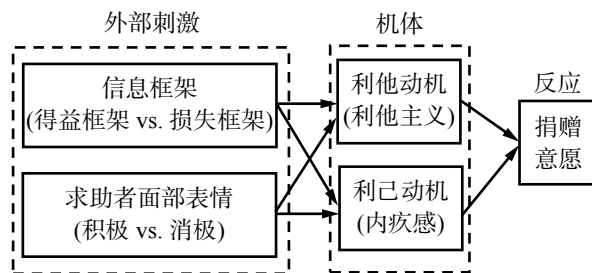 外部刺激
机体
信息框架
(得益框架 vs. 损失框架)
利他动机
(利他主义)
反应
捐赠
意愿
求助者面部表情
(积极 vs. 消极)
利己动机
(内疚感)